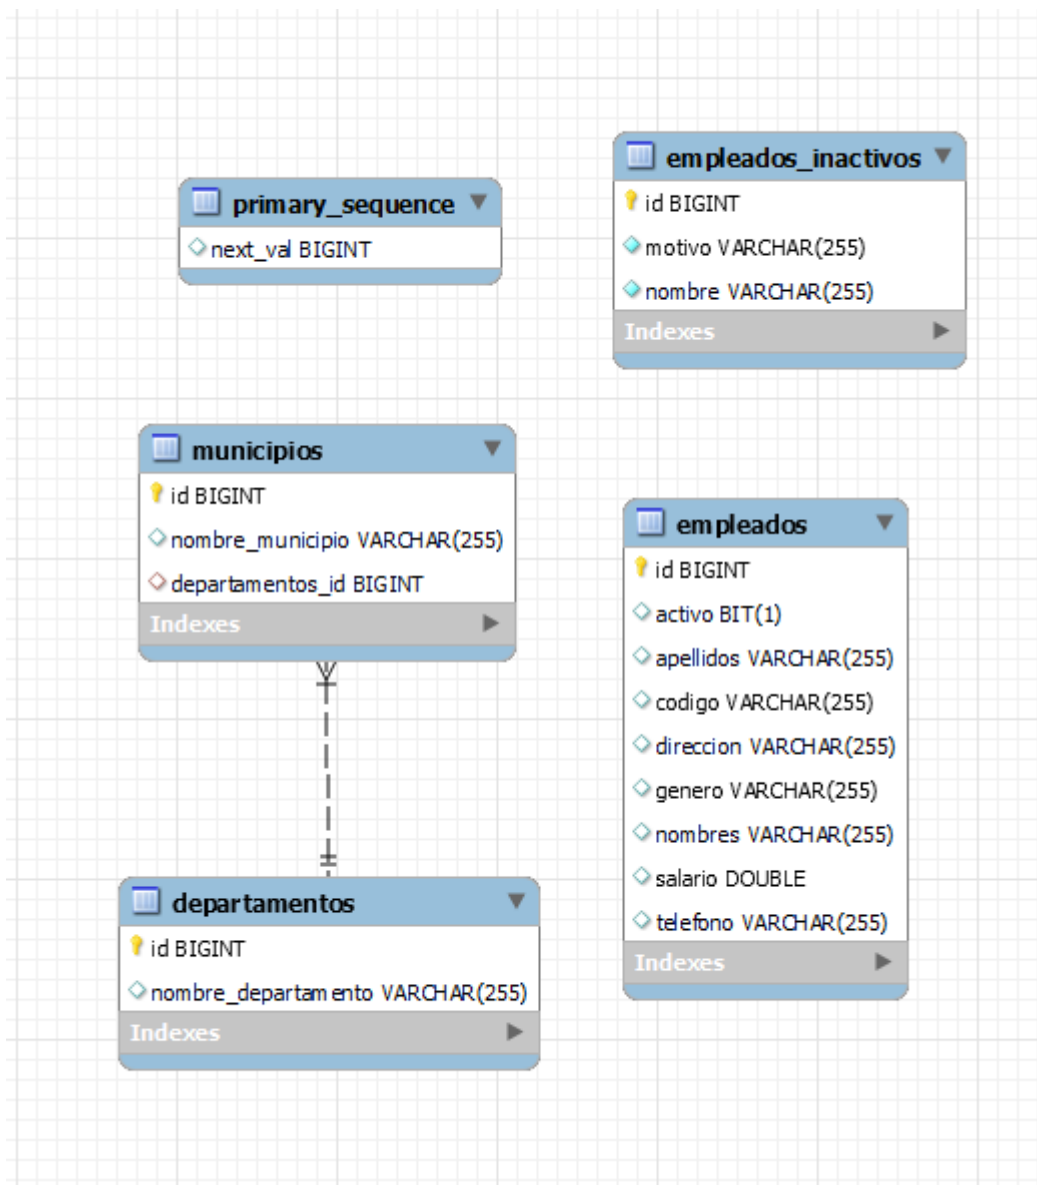 primary_sequence
next_val BIGINT
empleados_inactivos
id BIGINT
motivo VARCHAR(255)
nombre VARCHAR(255)
Indexes
municipios
id BIGINT
nombre_municipio VARCHAR(255)
departamentos_id BIGINT
Indexes
empleados
id BIGINT
activo BIT(1)
apellidos VARCHAR(255)
codigo VARCHAR(255)
direccion VARCHAR(255)
genero VARCHAR(255)
nombres VARCHAR(255)
salario DOUBLE
telefono VARCHAR(255)
Indexes
departamentos
id BIGINT
nombre_departamento VARCHAR(255)
Indexes